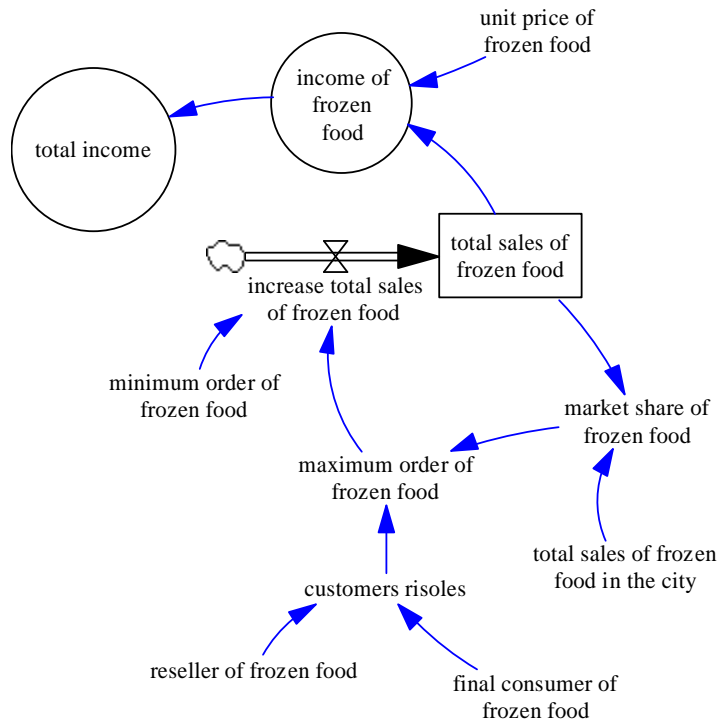 unit price of
frozen food
income of
frozen
food
total income
total sales of
frozen food
increase total sales
of frozen food
minimum order of
frozen food
market share of
frozen food
maximum order of
frozen food
total sales of frozen
food in the city
customers risoles
reseller of frozen food
final consumer of
frozen food